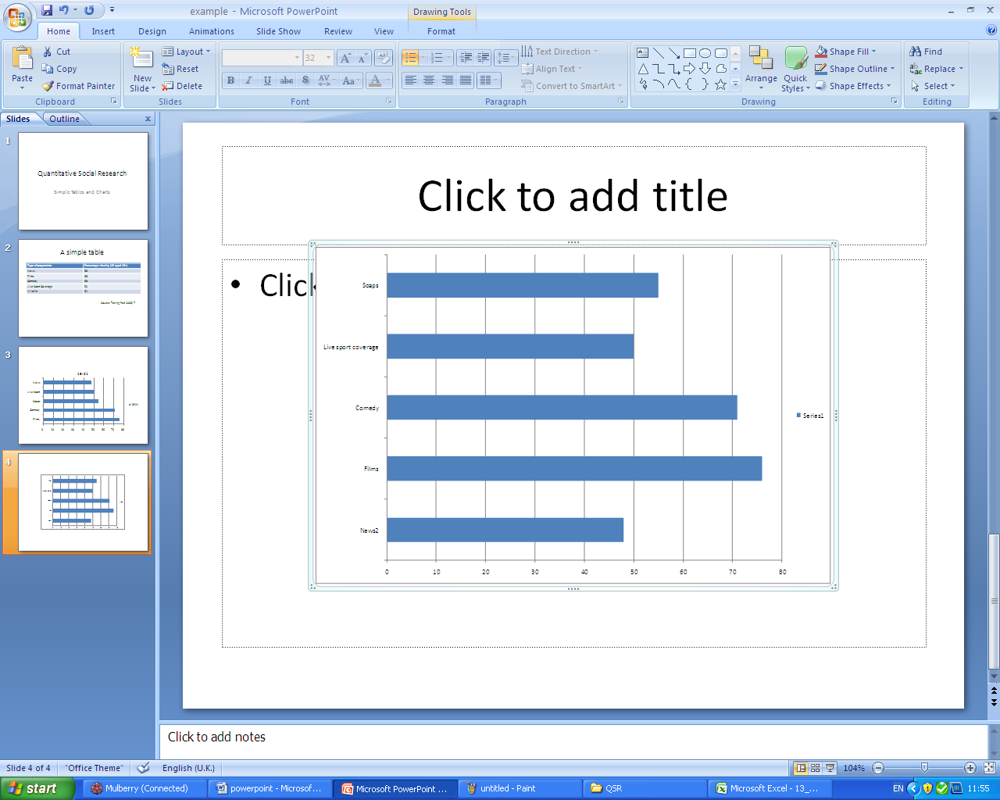 example - Microsoft PowerPoint
Drawing Tools
Home Insert Design Animations Slide Show Review View Format
Paste
Cut
Copy
Format Painter
Clipboard
New Slide
Layout
Reset
Delete
Slides
32
B I U abc S AV Aa A
Font
Text Direction
Align Text
Convert to SmartArt
Paragraph
Arrange
Quick Styles
Shape Fill
Shape Outline
Shape Effects
Drawing
Find
Replace
Select
Editing
Slides Outline x
1
Quantitative Social Research
Simple Tables and Charts
2
A simple table
3
4
Click to add title
• Click
Soaps
Live sport coverage
Comedy
Series1
Films
News2
0 10 20 30 40 50 60 70 80
Click to add notes
Slide 4 of 4 "Office Theme" English (U.K.) 104%
start Mulberry (Connected) powerpoint - Microsof... Microsoft PowerPoint ... untitled - Paint QSR Microsoft Excel - 13_... EN 11:55